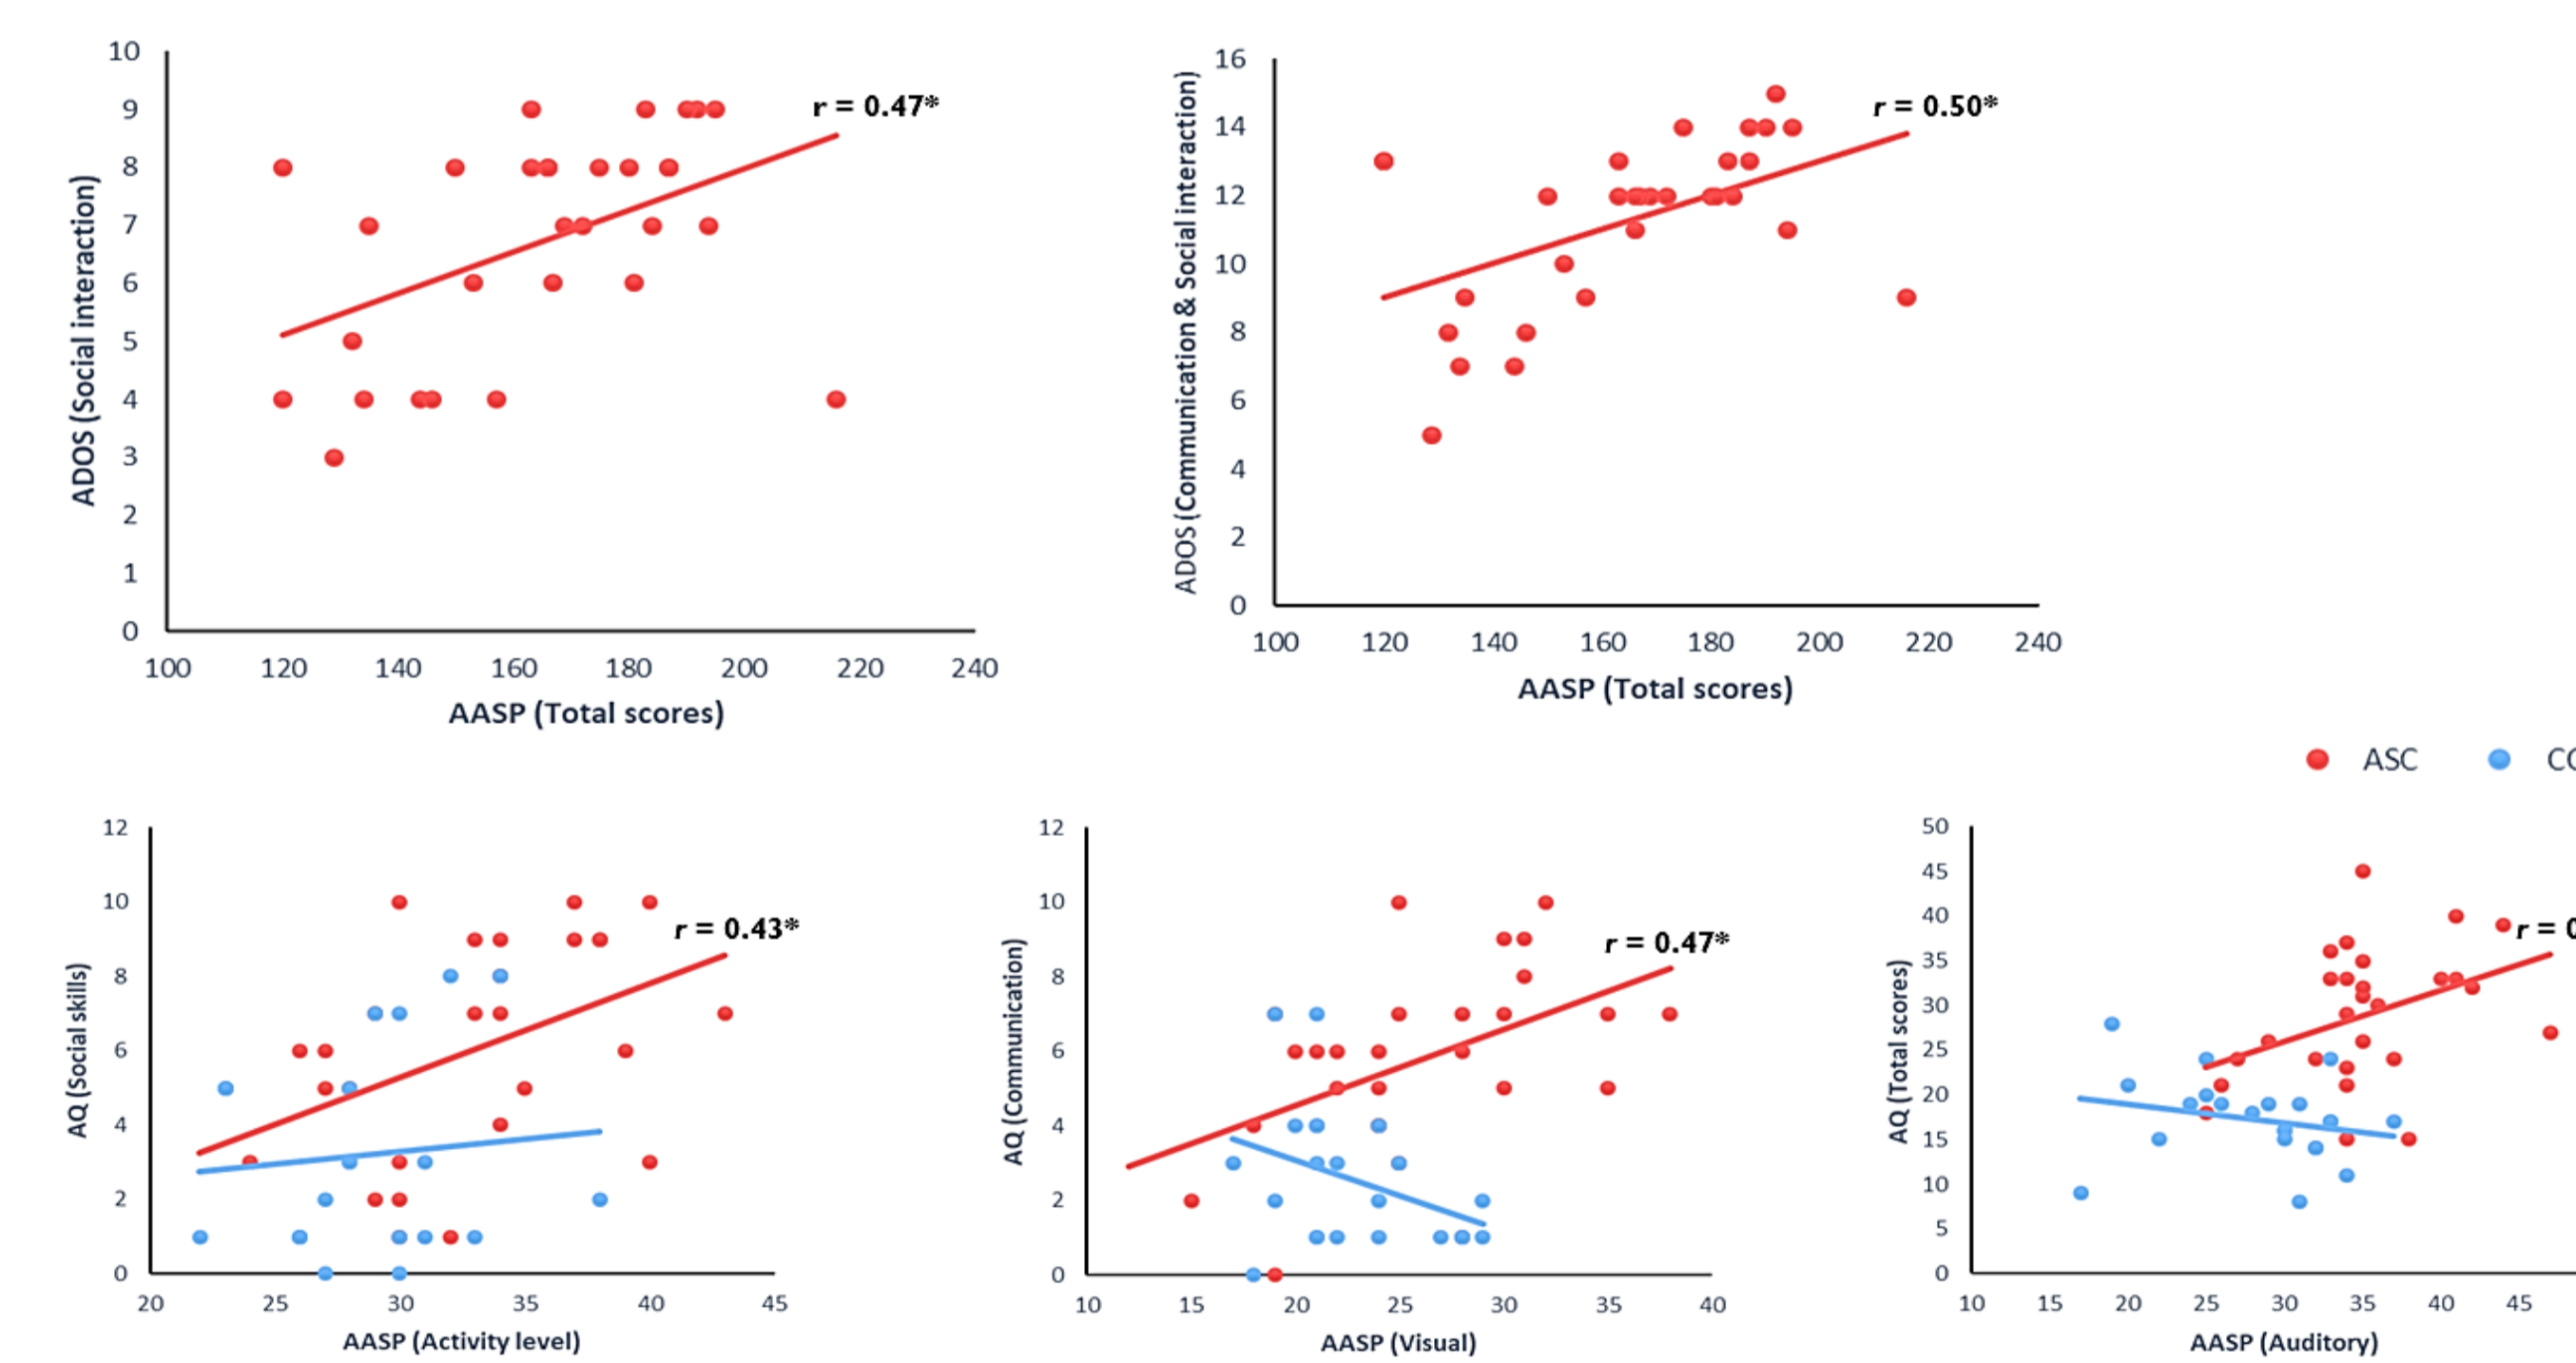 10
9
8
7
6
5
4
3
2
1
0
ADOS (Social interaction)
r = 0.47*
100 120 140 160 180 200 220 240
AASP (Total scores)
16
14
12
10
8
6
4
2
0
ADOS (Communication & Social interaction)
r = 0.50*
100 120 140 160 180 200 220 240
AASP (Total scores)
ASC
12
10
8
6
4
2
0
AQ (Social skills)
r = 0.43*
20 25 30 35 40 45
AASP (Activity level)
12
10
8
6
4
2
0
AQ (Communication)
r = 0.47*
10 15 20 25 30 35 40
AASP (Visual)
50
45
40
35
30
25
20
15
10
5
0
AQ (Total scores)
r = 0
10 15 20 25 30 35 40 45
AASP (Auditory)